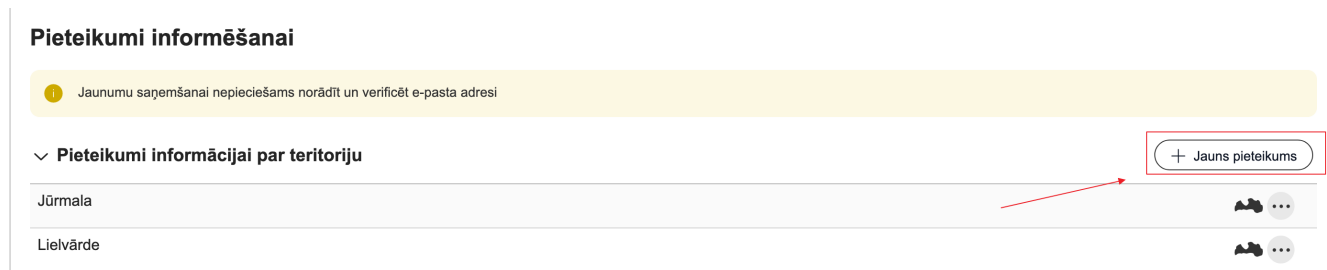 Pieteikumi informēšanai
Jaunumu saņemšanai nepieciešams norādīt un verificēt e-pasta adresi
Pieteikumi informācijai par teritoriju
+ Jauns pieteikums
Jūrmala
Lielvārde